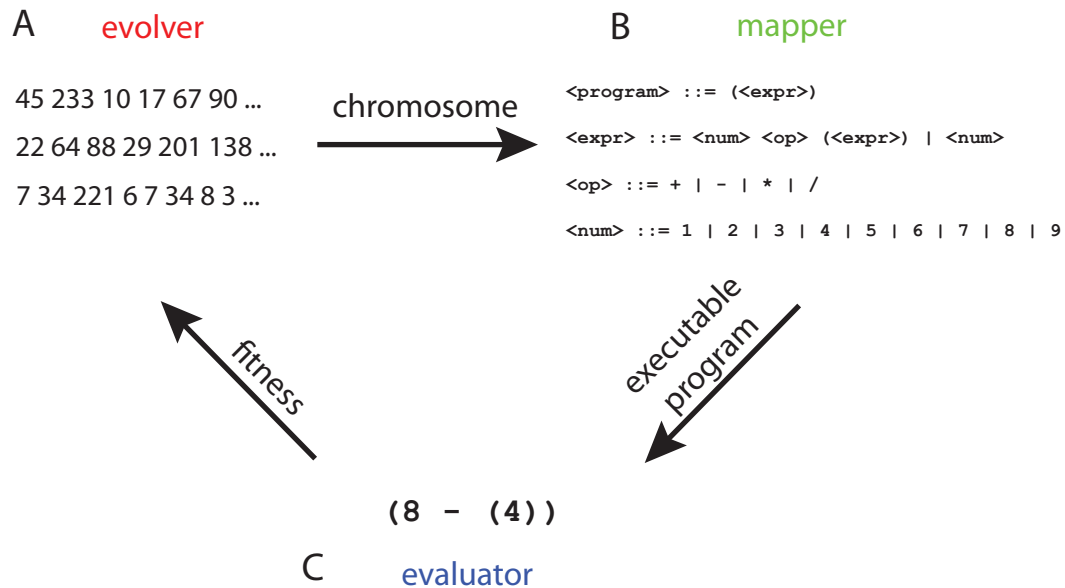 A evolver
45 233 10 17 67 90 ...
22 64 88 29 201 138 ...
7 34 221 6 7 34 8 3 ...
chromosome
B mapper
<program> ::= (<expr>)
<expr> ::= <num> <op> (<expr>) | <num>
<op> ::= + | - | * | /
<num> ::= 1 | 2 | 3 | 4 | 5 | 6 | 7 | 8 | 9
executable
program
fitness
(8 - (4))
C evaluator